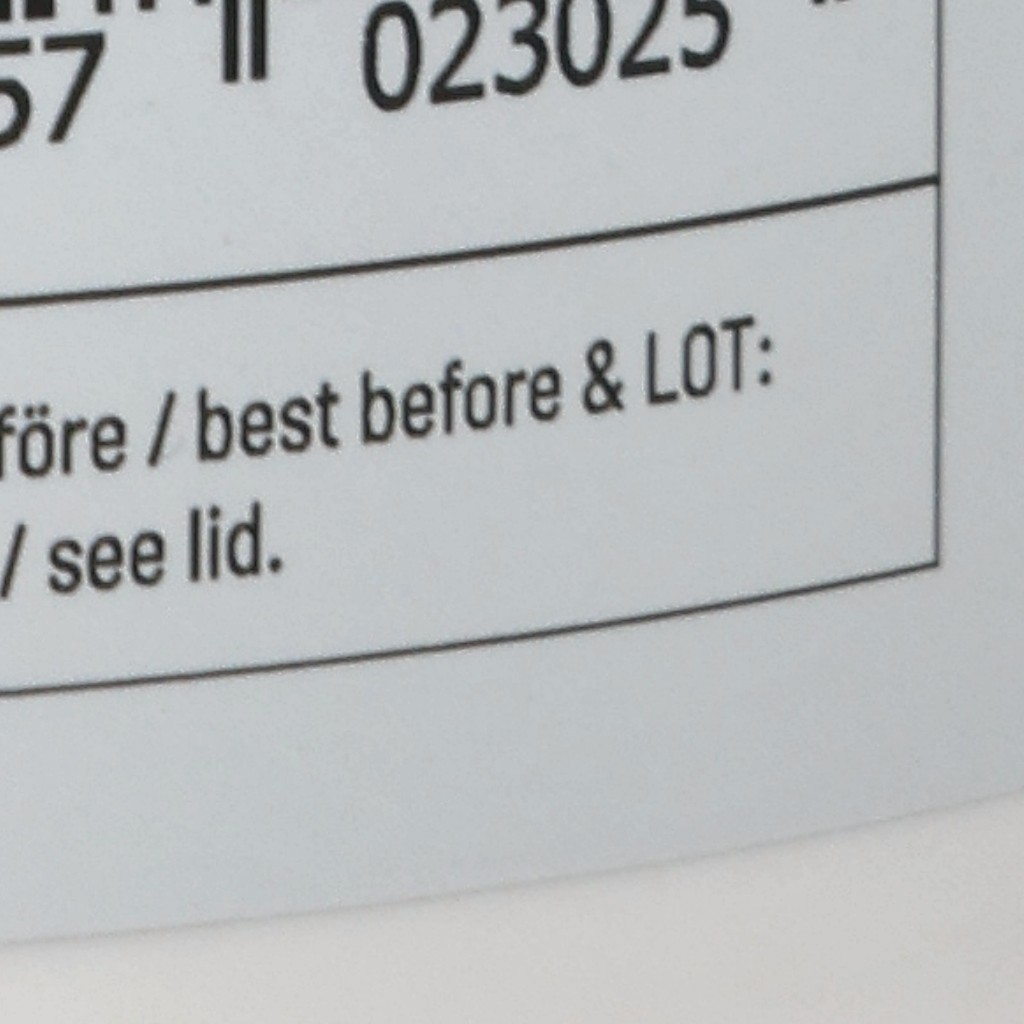 57 023025
före / best before & LOT:
/ see lid.